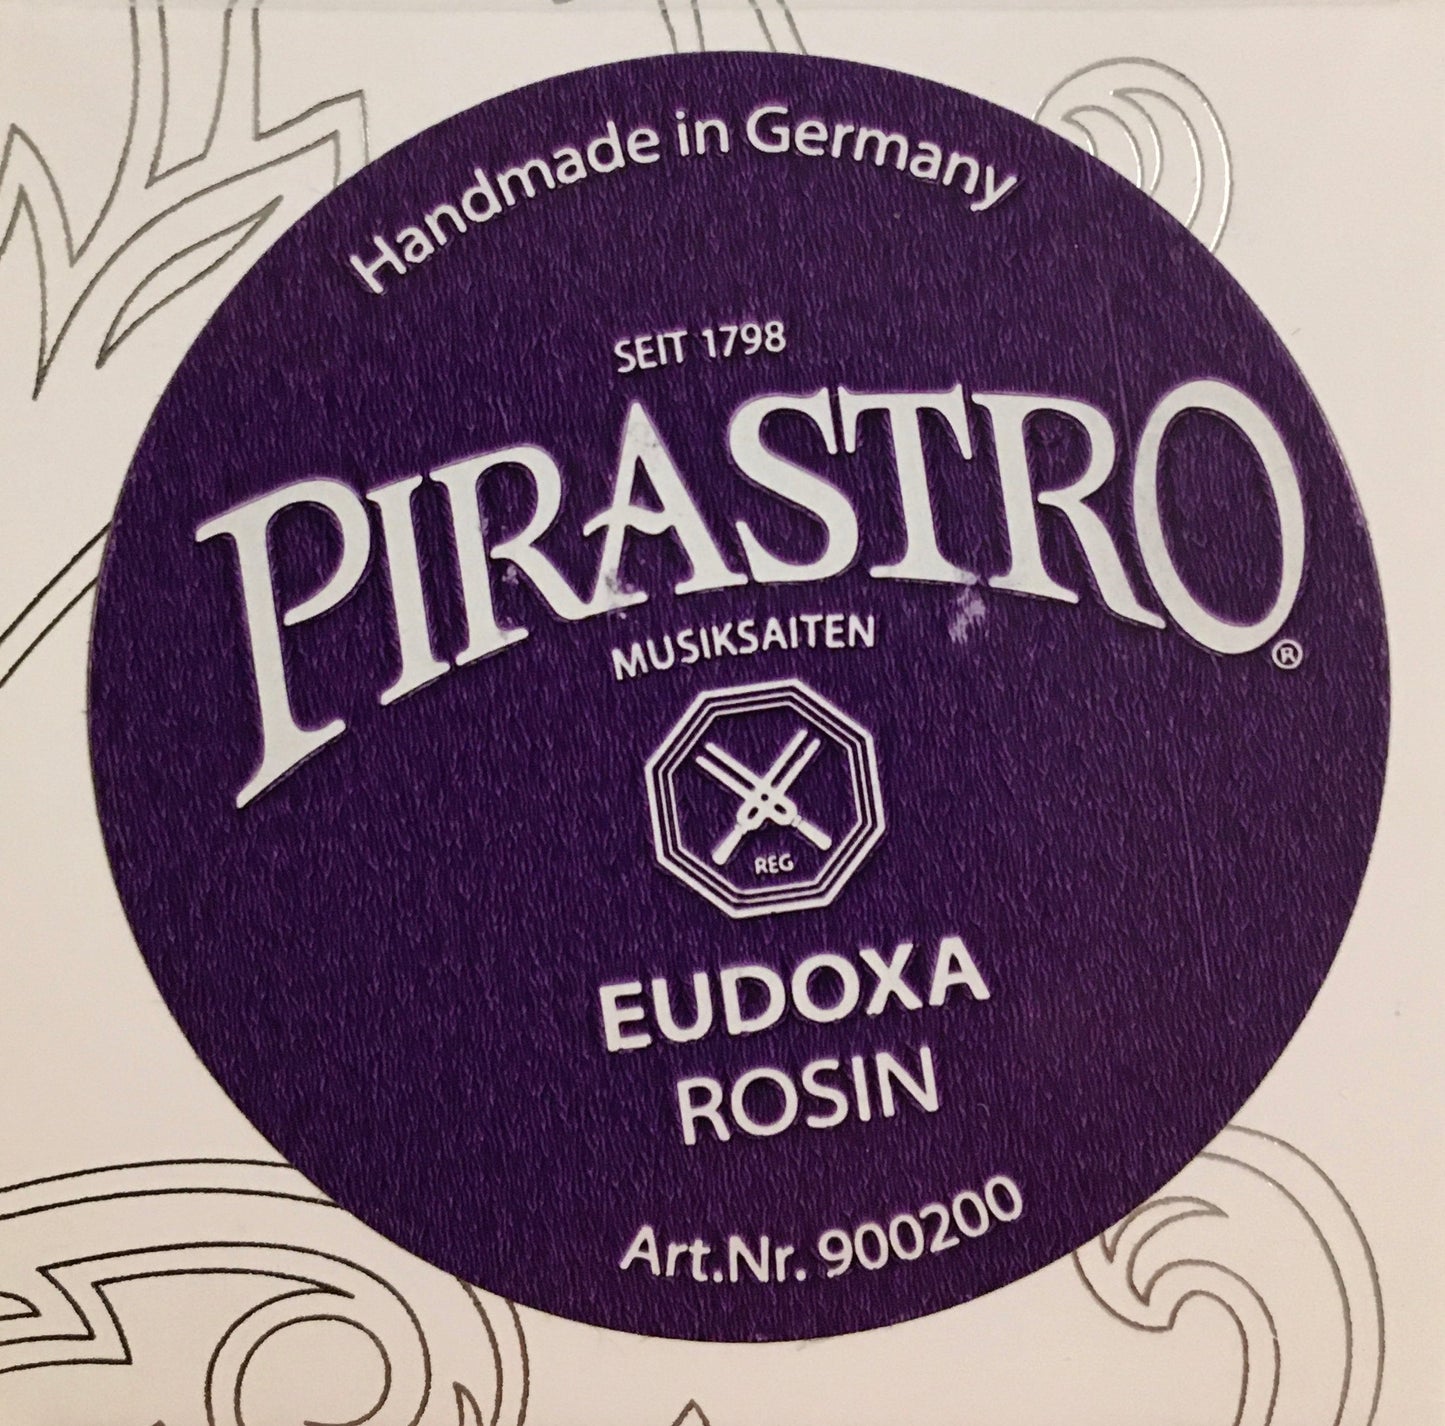 Handmade in Germany
SEIT 1798
PIRASTRO®
MUSIKSAITEN
REG
EUDOXA
ROSIN
Art.Nr. 900200